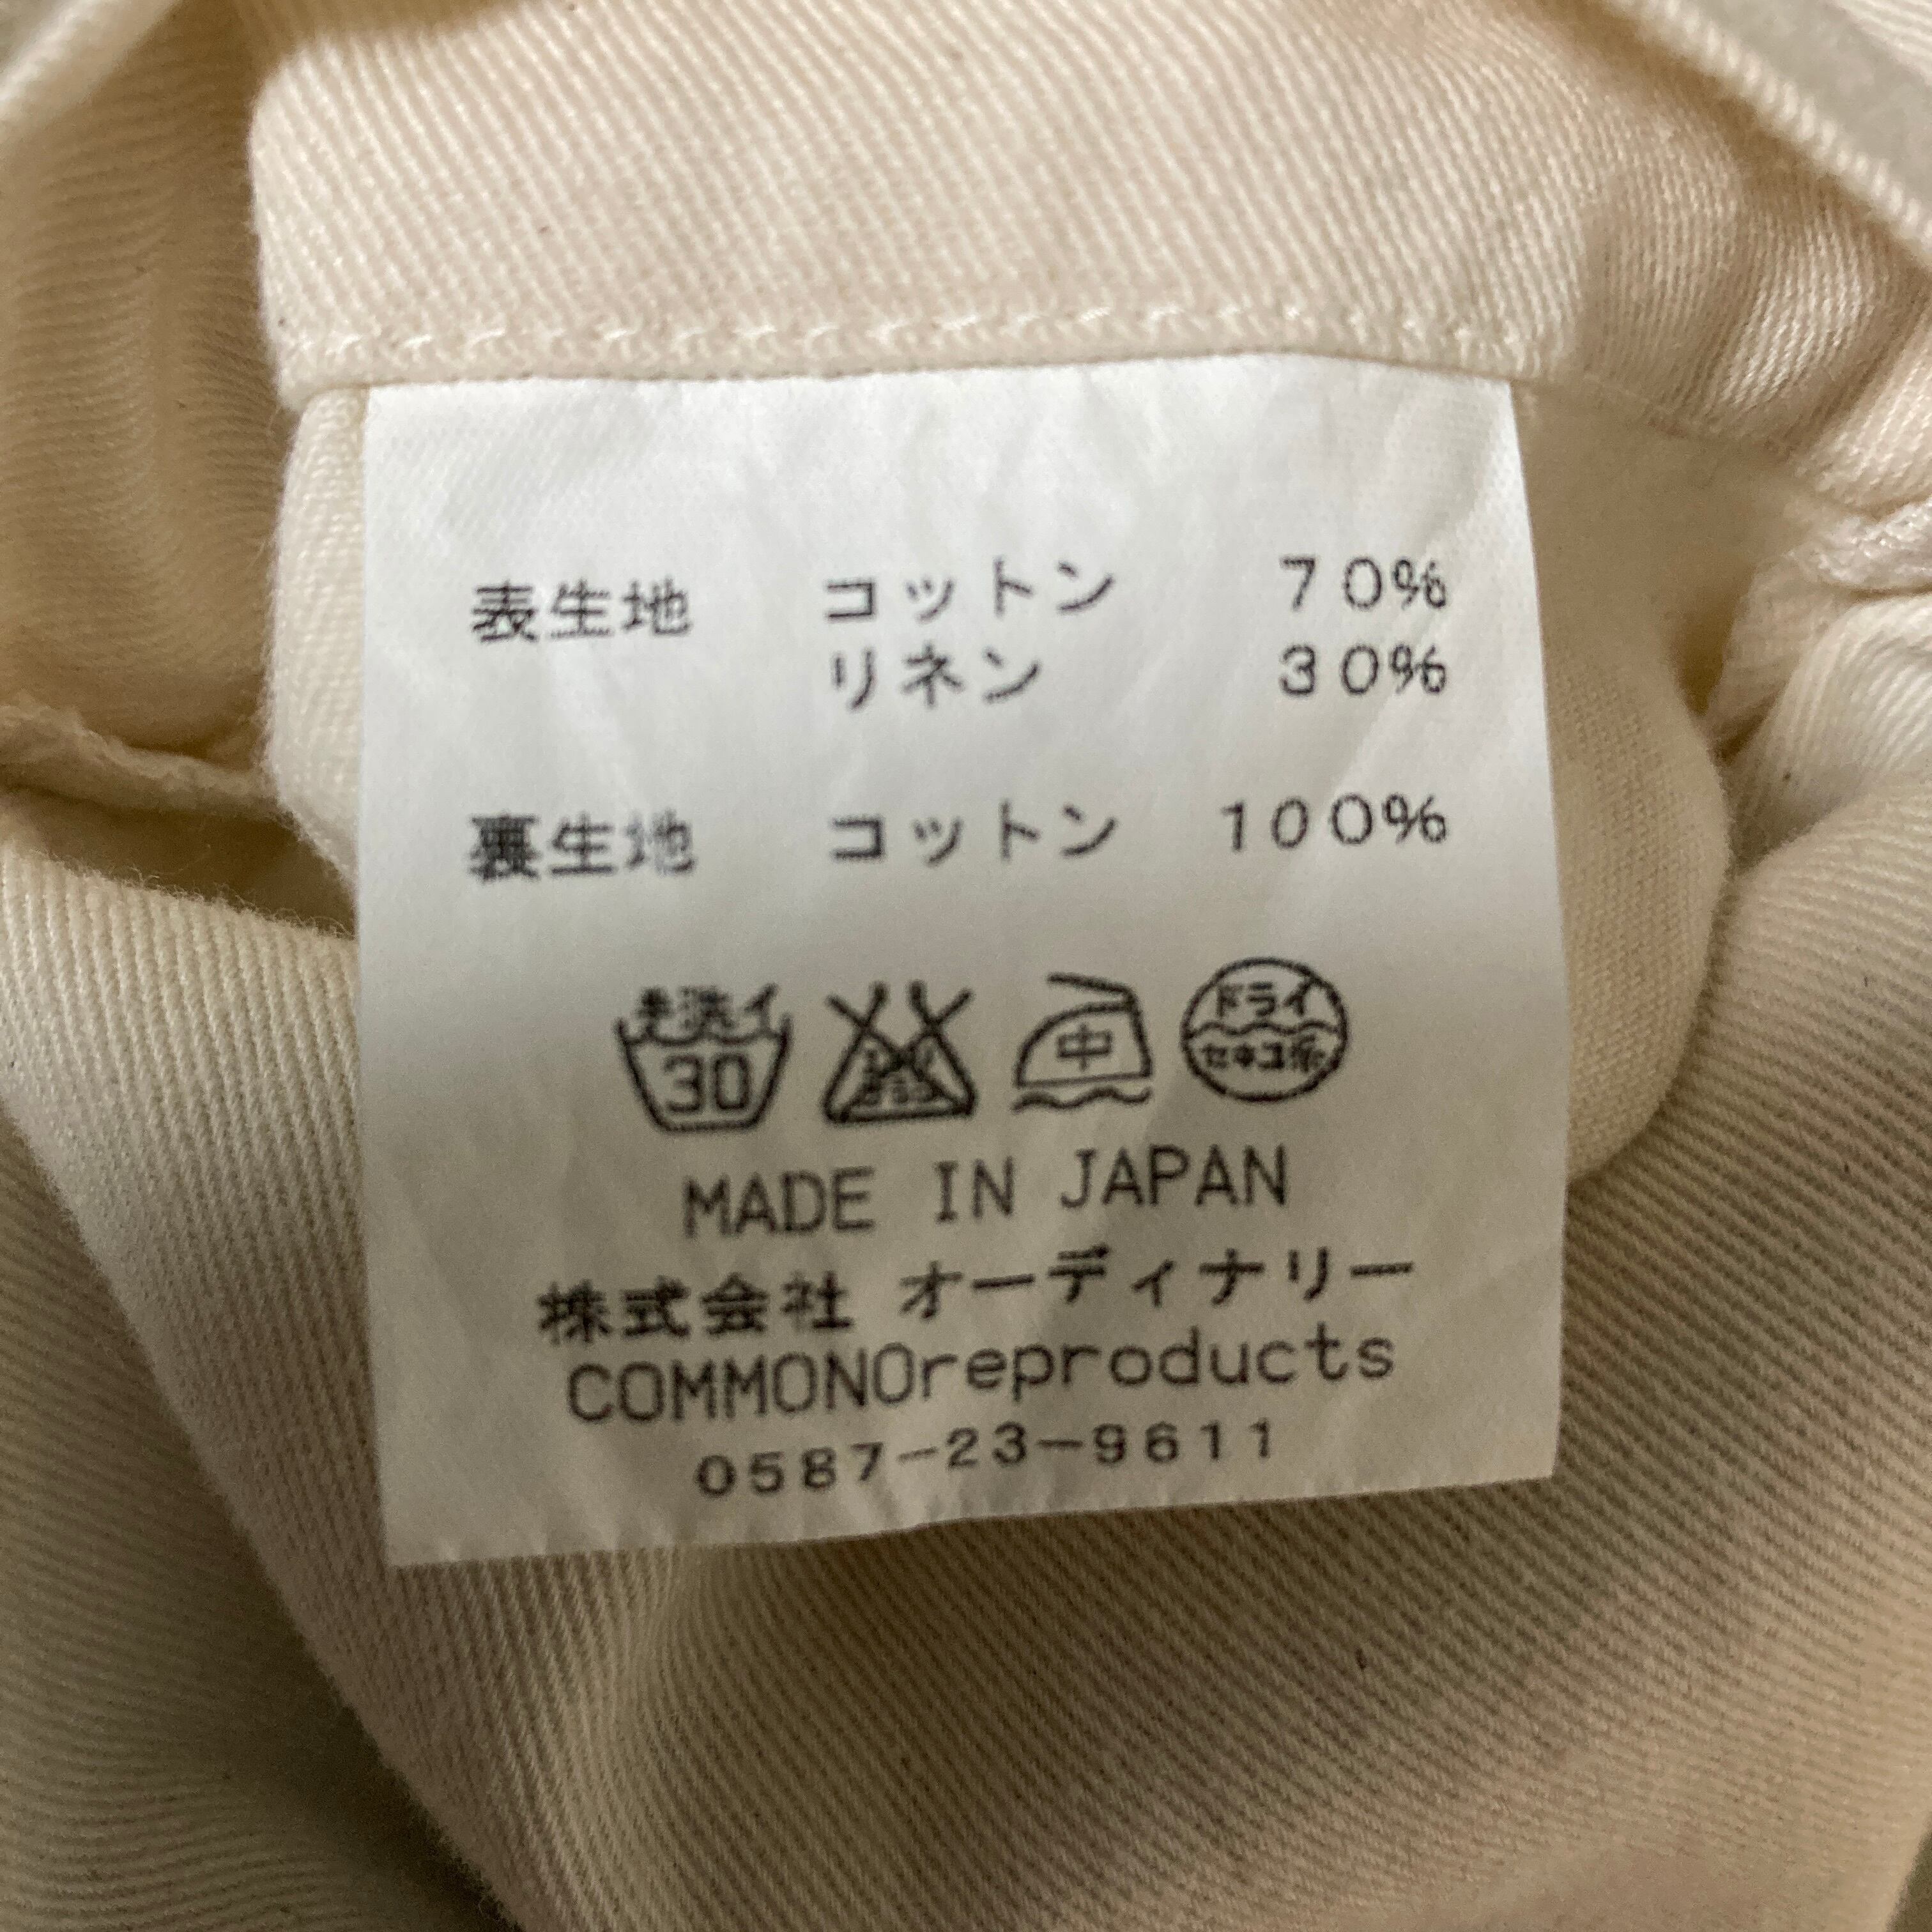 表生地 コットン 70%
リネン 30%
裏生地 コットン 100%
手洗イ 30 中 ドライ セキユ系
MADE IN JAPAN
株式会社 オーディナリー
COMMONOreproducts
0587-23-9611